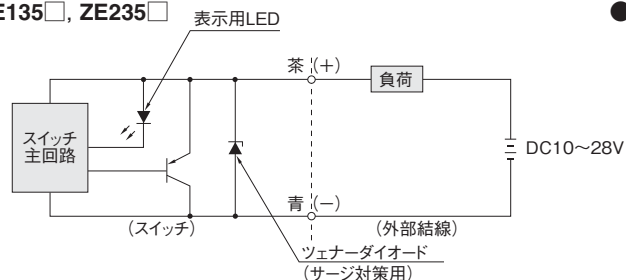 E135□, ZE235□
表示用LED
茶 (+)
負荷
スイッチ
主回路
DC10〜28V
青 (−)
(スイッチ)
(外部結線)
ツェナーダイオード
(サージ対策用)